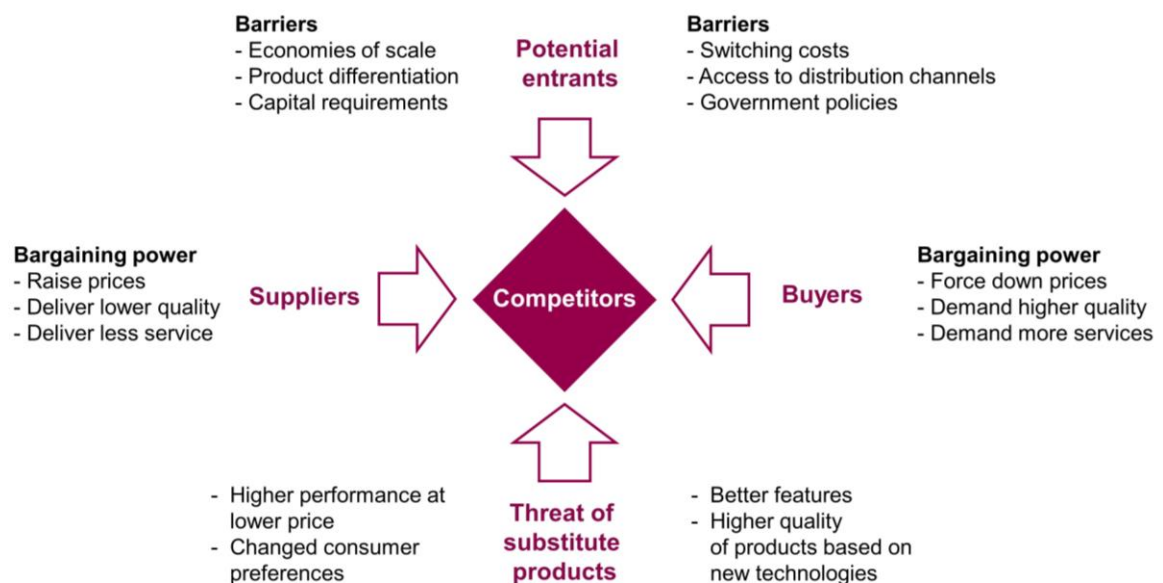 Barriers
- Economies of scale
- Product differentiation
- Capital requirements
Potential
entrants
Barriers
- Switching costs
- Access to distribution channels
- Government policies
Bargaining power
- Raise prices
- Deliver lower quality
- Deliver less service
Suppliers
Competitors
Buyers
Bargaining power
- Force down prices
- Demand higher quality
- Demand more services
- Higher performance at
lower price
- Changed consumer
preferences
Threat of
substitute
products
- Better features
- Higher quality
of products based on
new technologies